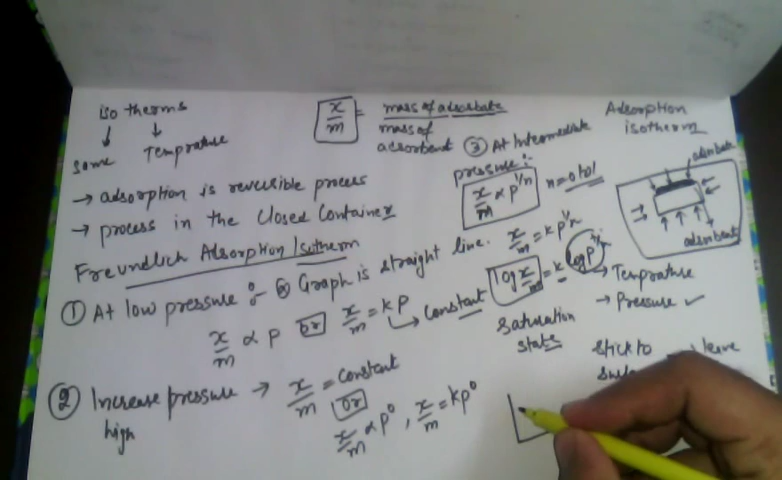 iso therms
same Temprature
x/m = mass of adsorbate
mass of adsorbent
Adsorption
isotherm
→ adsorption is reversible process
→ process in the closed container
Freundlich Adsorption Isotherm
① At low pressure :- Graph is straight line.
x/m ∝ P or x/m = kP
→ constant
② Increase pressure → x/m = constant
high or
x/m ∝ P⁰, x/m = kP⁰
③ At Intermediate
pressure :-
x/m ∝ P^1/n n = 0 to 1
x/m = kP^1/n
log x/m = k log P^1/n
adsorbate
adsorbent
→ Temprature
→ Pressure ✓
Saturation
state
stick to leave